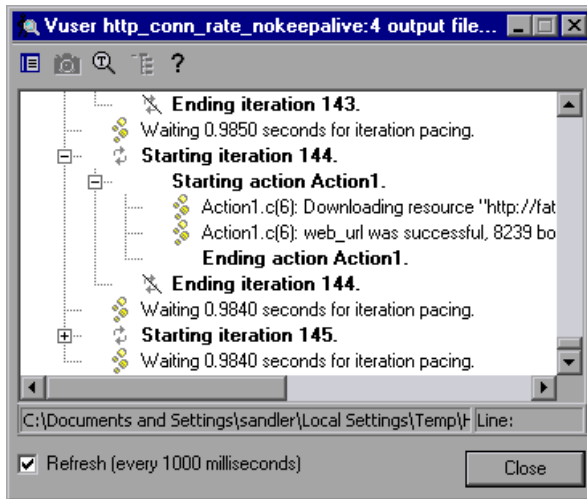 Vuser http_conn_rate_nokeepalive:4 output file...
Ending iteration 143.
Waiting 0.9850 seconds for iteration pacing.
Starting iteration 144.
Starting action Action1.
Action1.c(6): Downloading resource "http://fat
Action1.c(6): web_url was successful, 8239 bo
Ending action Action1.
Ending iteration 144.
Waiting 0.9840 seconds for iteration pacing.
Starting iteration 145.
Waiting 0.9840 seconds for iteration pacing.
C:\Documents and Settings\sandler\Local Settings\Temp\H Line:
Refresh (every 1000 milliseconds) Close